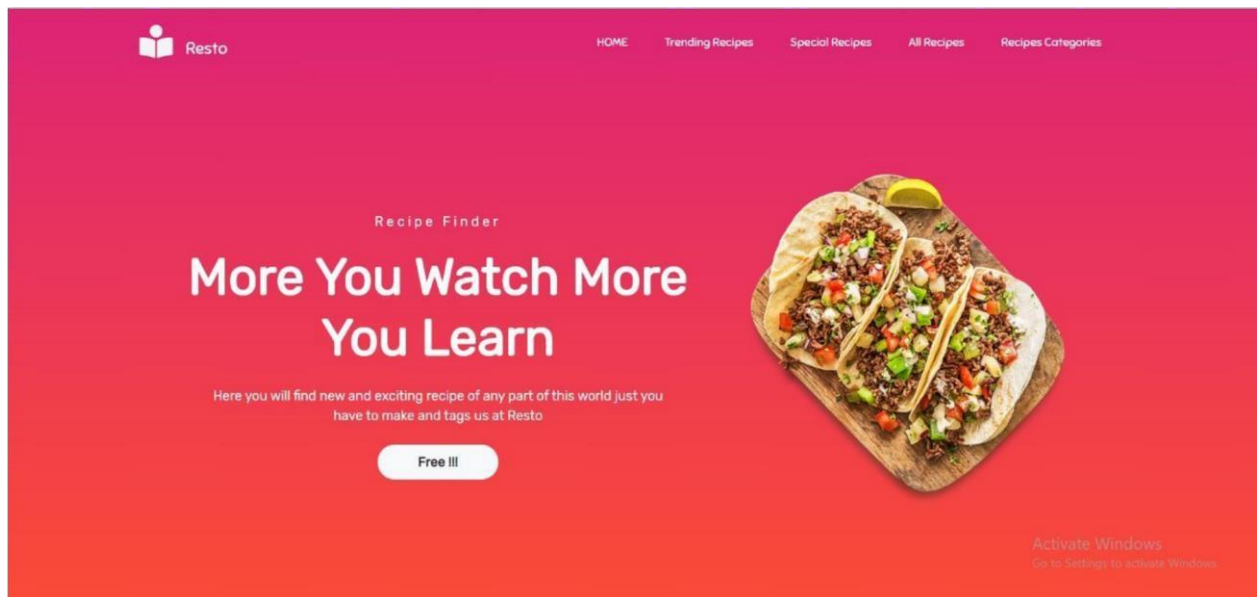 Resto
HOME Trending Recipes Special Recipes All Recipes Recipes Categories
Recipe Finder
More You Watch More
You Learn
Here you will find new and exciting recipe of any part of this world just you
have to make and tags us at Resto
Free !!!
Activate Windows
Go to Settings to activate Windows.